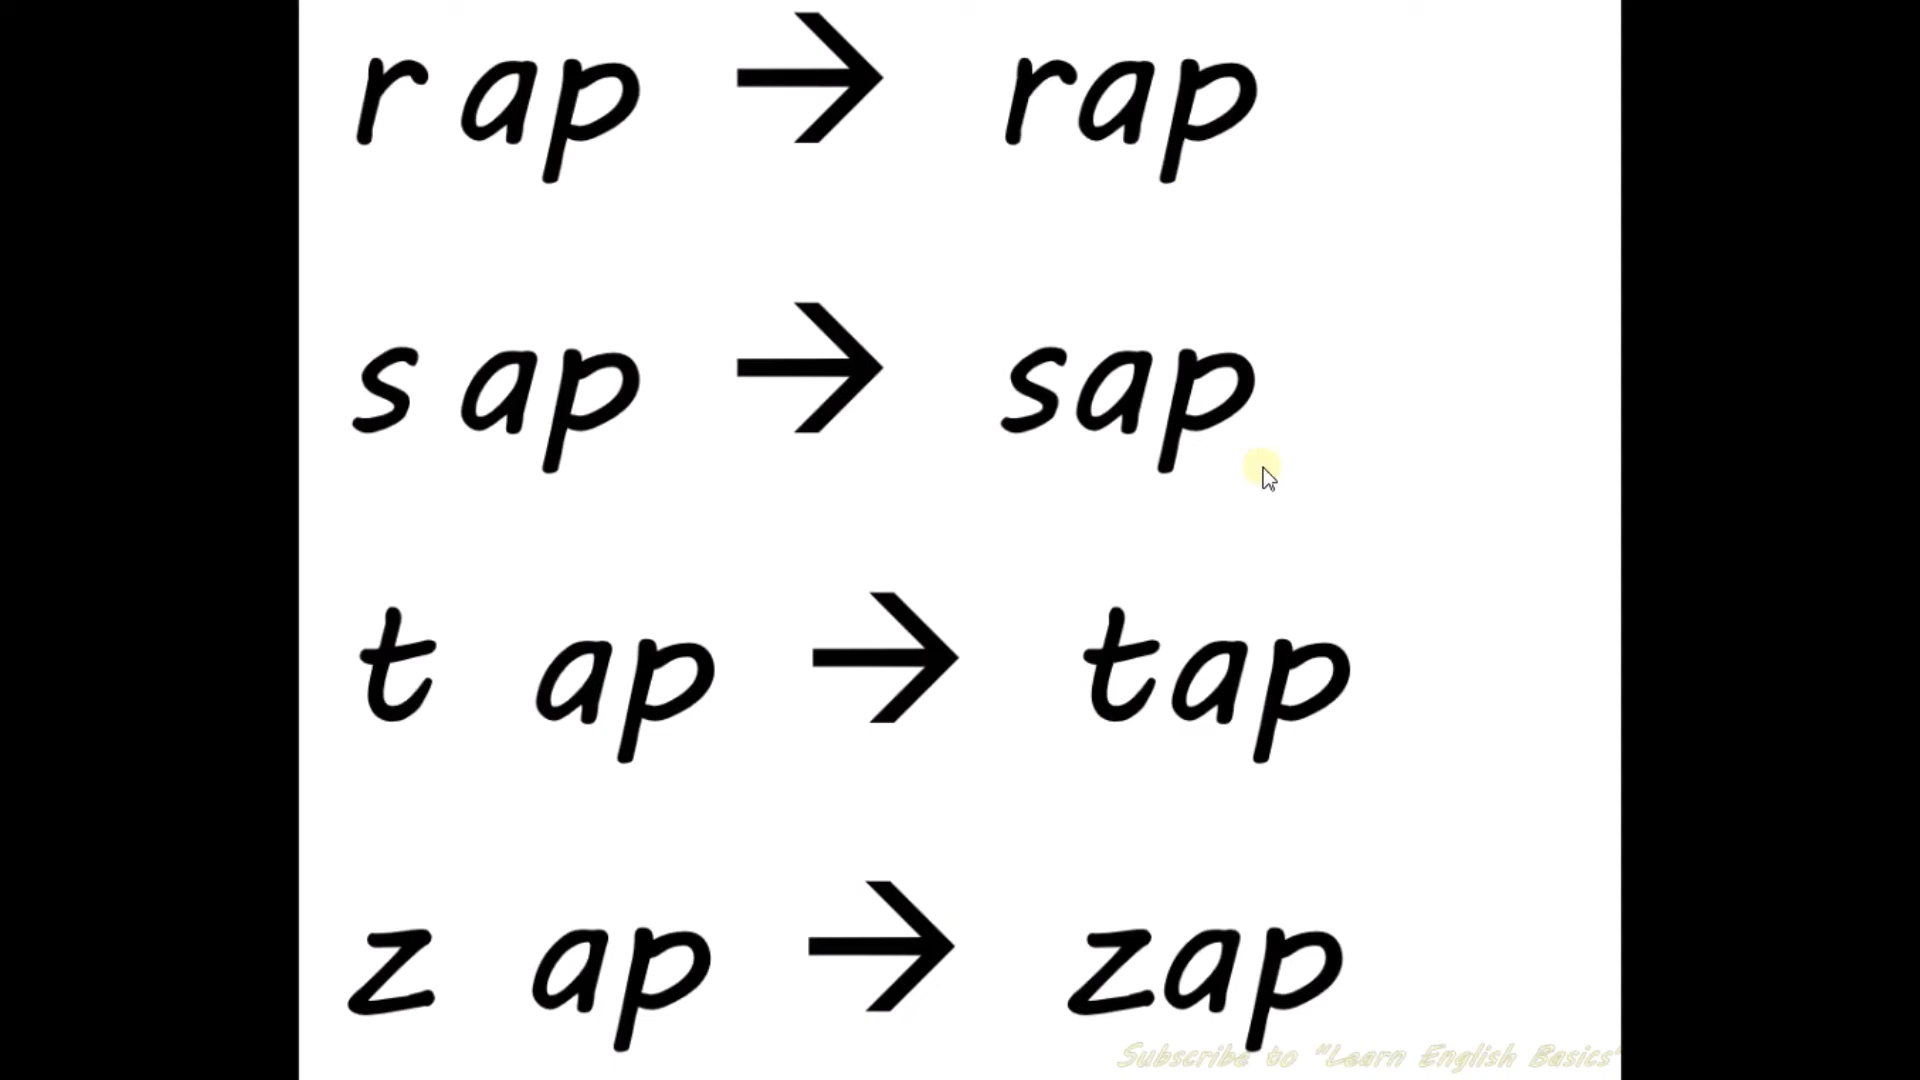 r ap → rap
s ap → sap
t ap → tap
z ap → zap
Subscribe to "Learn English Basics"